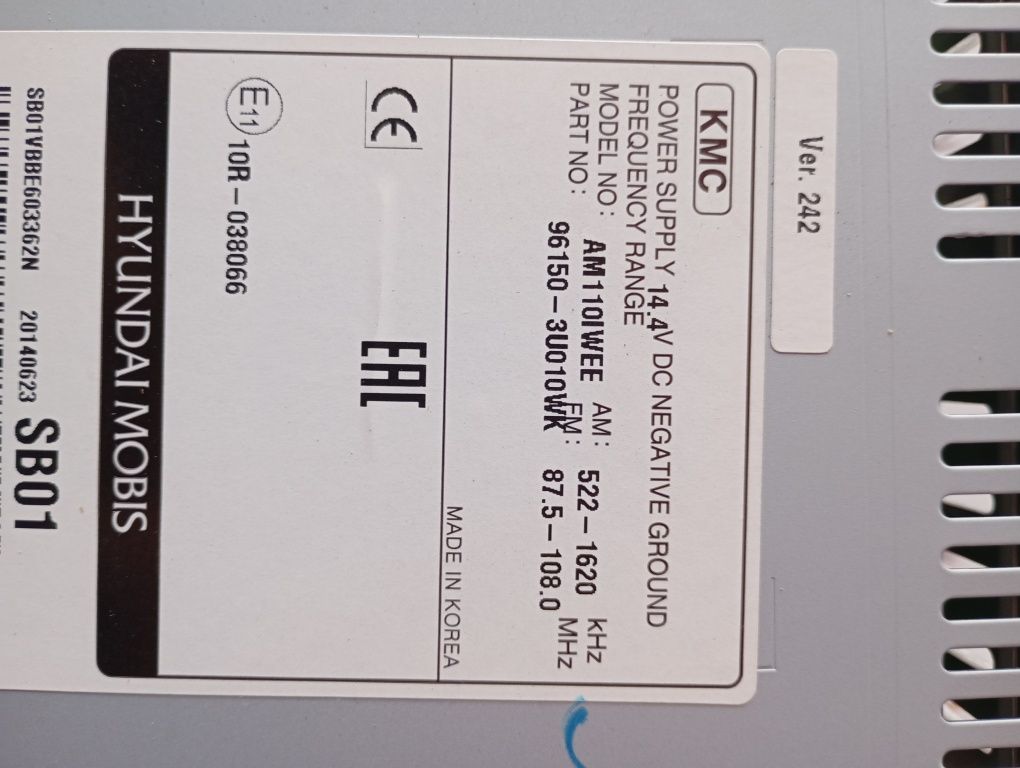 Ver. 242
KMC
POWER SUPPLY 14.4V DC NEGATIVE GROUND
FREQUENCY RANGE AM: 522-1620 kHz
FM: 87.5-108.0 MHz
MODEL NO: AM110IWEE
PART NO: 96150-3U010WK
MADE IN KOREA
CE
EAC
E11 10R-038066
HYUNDAI MOBIS
SB01VBBE603362N 20140623 SB01